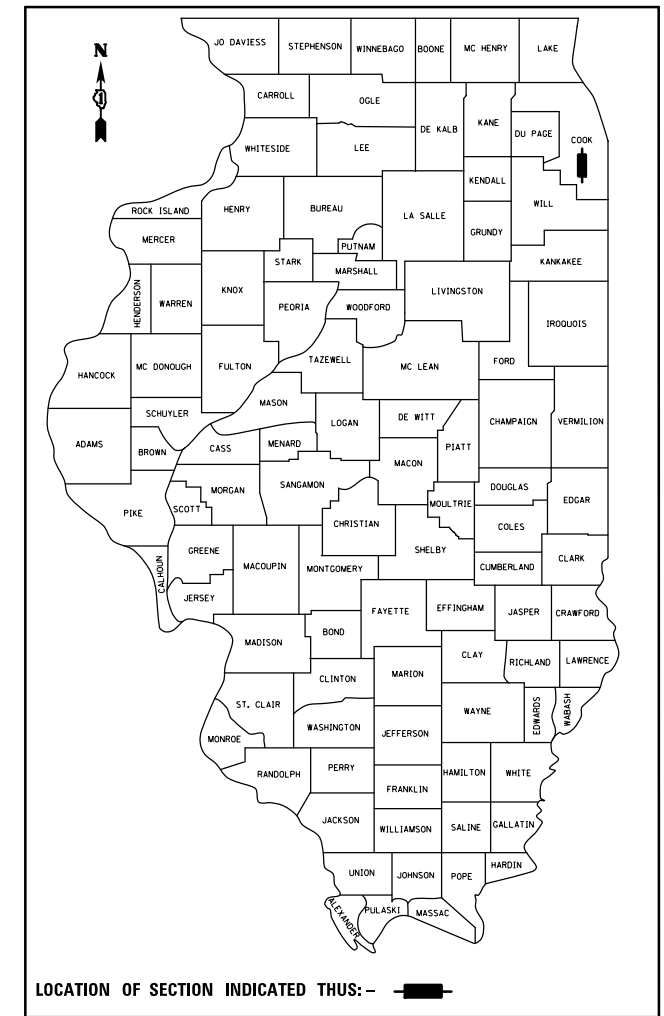 JO DAVIESS STEPHENSON WINNEBAGO BOONE MC HENRY LAKE
N
CARROLL OGLE DE KALB KANE DU PAGE COOK
WHITESIDE LEE
KENDALL
ROCK ISLAND HENRY BUREAU LA SALLE GRUNDY WILL
MERCER PUTNAM
STARK MARSHALL KANKAKEE
HENDERSON WARREN KNOX PEORIA WOODFORD LIVINGSTON IROQUOIS
HANCOCK MC DONOUGH FULTON TAZEWELL MC LEAN FORD
MASON
SCHUYLER LOGAN DE WITT CHAMPAIGN VERMILION
ADAMS BROWN CASS MENARD PIATT
MACON
MORGAN SANGAMON DOUGLAS EDGAR
PIKE SCOTT CHRISTIAN MOULTRIE COLES
GREENE SHELBY
CALHOUN MACOUPIN MONTGOMERY CUMBERLAND CLARK
JERSEY FAYETTE EFFINGHAM JASPER CRAWFORD
MADISON BOND
CLAY RICHLAND LAWRENCE
CLINTON MARION
ST. CLAIR WAYNE EDWARDS WABASH
MONROE WASHINGTON JEFFERSON
RANDOLPH PERRY HAMILTON WHITE
FRANKLIN
JACKSON WILLIAMSON SALINE GALLATIN
UNION JOHNSON POPE HARDIN
ALEXANDER PULASKI MASSAC
LOCATION OF SECTION INDICATED THUS:-